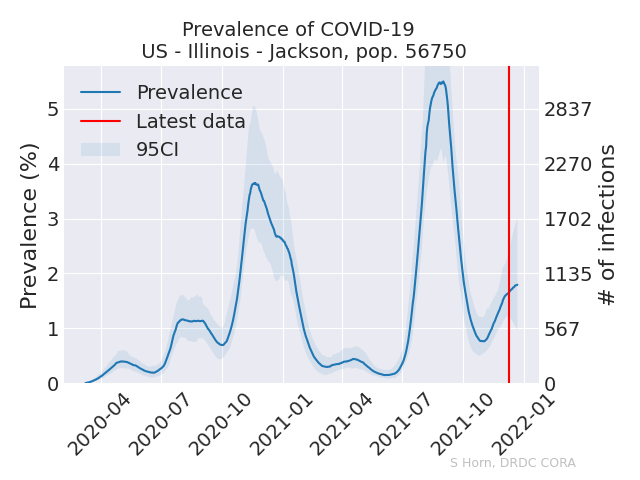 Prevalence of COVID-19
US - Illinois - Jackson, pop. 56750
Prevalence
Latest data
95CI
Prevalence (%)
5
4
3
2
1
0
2837
2270
1702
1135
567
0
# of infections
2020-04
2020-07
2020-10
2021-01
2021-04
2021-07
2021-10
2022-01
S Horn, DRDC CORA